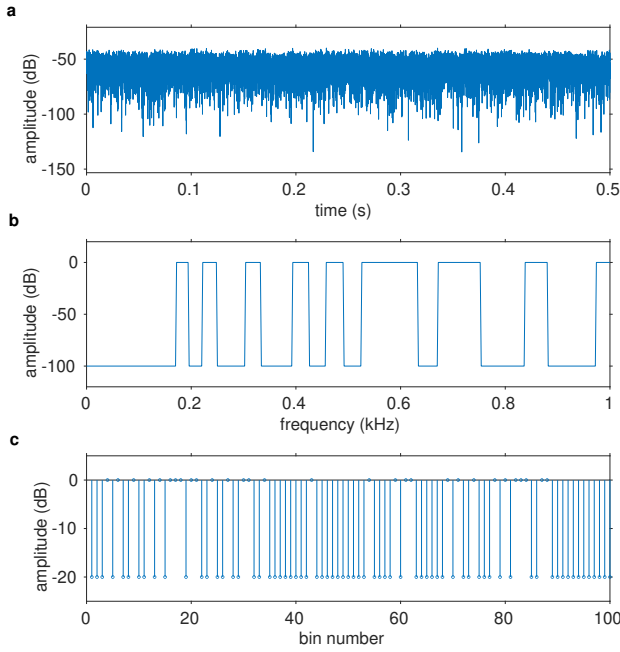 a
-50
-100
-150
amplitude (dB)
0 0.1 0.2 0.3 0.4 0.5
time (s)
b
0
-50
-100
amplitude (dB)
0 0.2 0.4 0.6 0.8 1
frequency (kHz)
c
0
-10
-20
amplitude (dB)
0 20 40 60 80 100
bin number